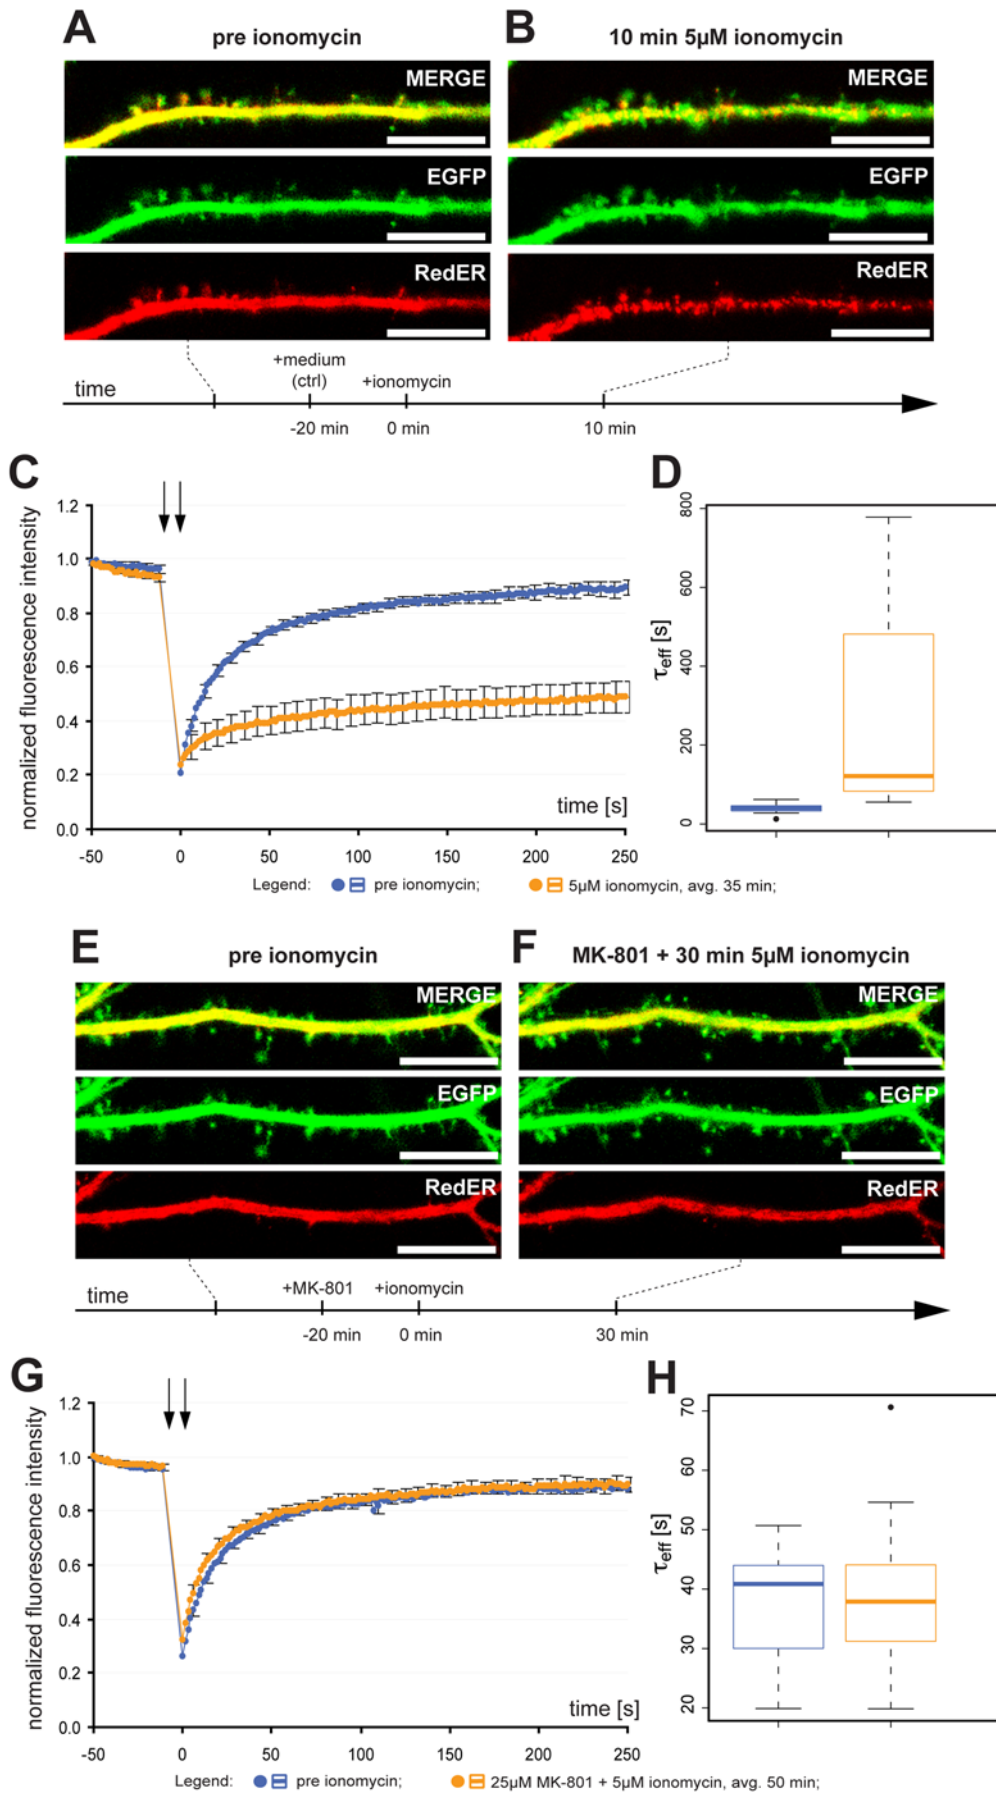 A pre ionomycin
B 10 min 5µM ionomycin
MERGE
MERGE
EGFP
EGFP
RedER
RedER
time
+medium
(ctrl)
+ionomycin
-20 min
0 min
10 min
C
normalized fluorescence intensity
1.2
1.0
0.8
0.6
0.4
0.2
0.0
-50
0
50
100
150
200
250
time [s]
D
τeff [s]
800
600
400
200
0
Legend: pre ionomycin; 5µM ionomycin, avg. 35 min;
E pre ionomycin
F MK-801 + 30 min 5µM ionomycin
MERGE
MERGE
EGFP
EGFP
RedER
RedER
time
+MK-801
+ionomycin
-20 min
0 min
30 min
G
normalized fluorescence intensity
1.2
1.0
0.8
0.6
0.4
0.2
0.0
-50
0
50
100
150
200
250
time [s]
H
τeff [s]
70
60
50
40
30
20
Legend: pre ionomycin; 25µM MK-801 + 5µM ionomycin, avg. 50 min;